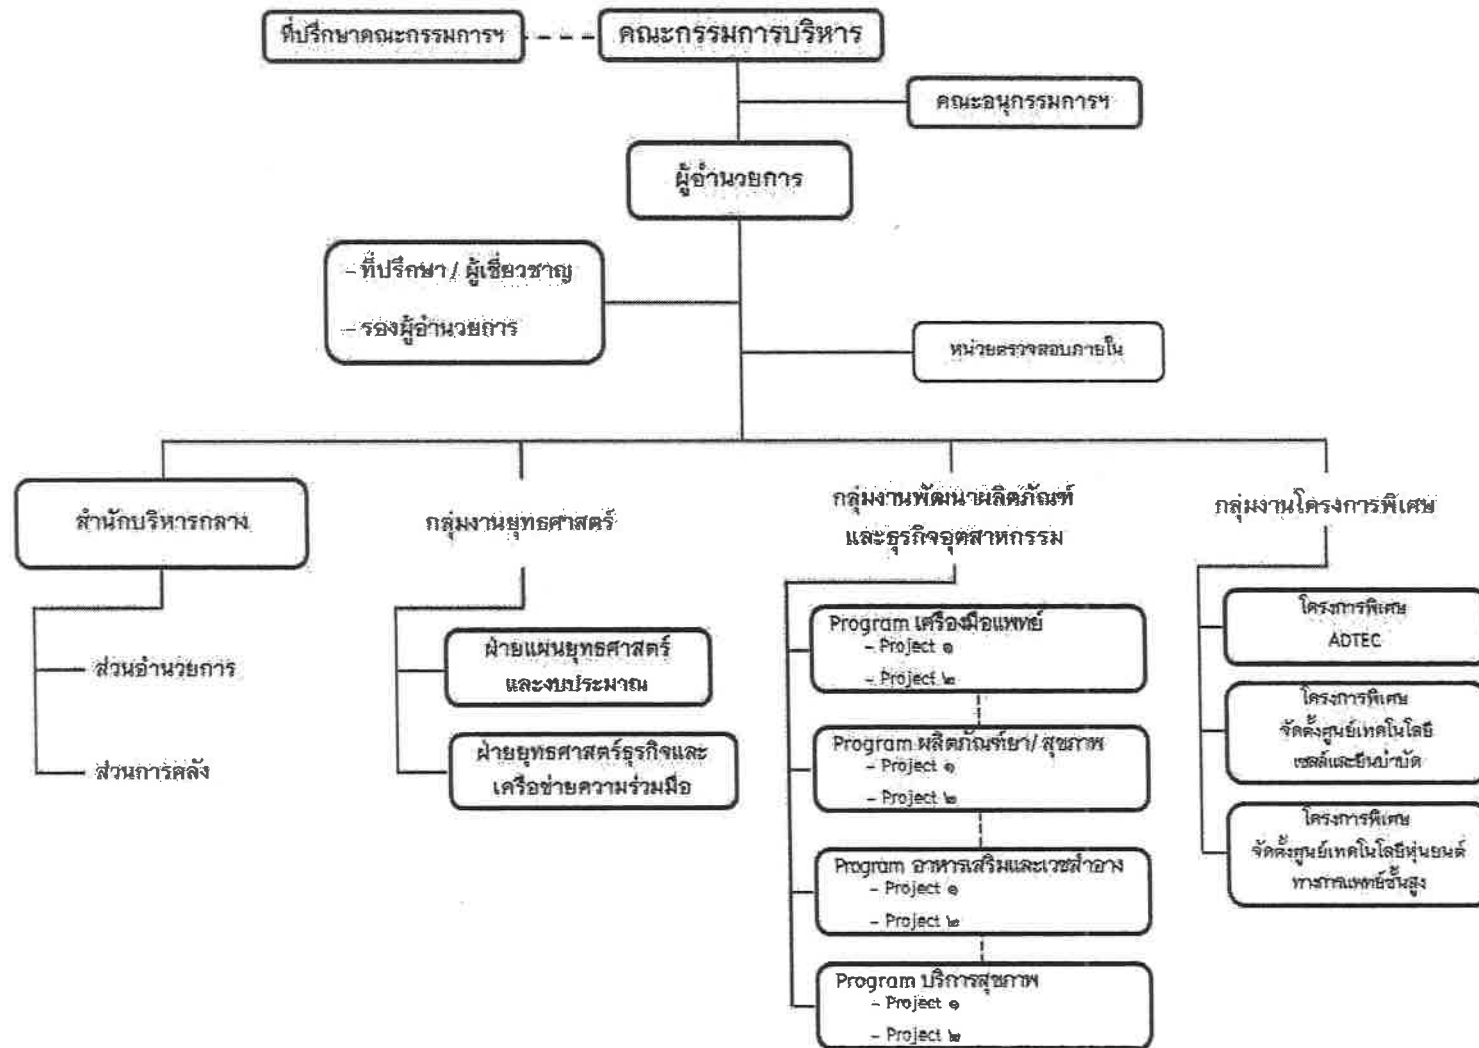 ที่ปรึกษาคณะกรรมการฯ
คณะกรรมการบริหาร
คณะอนุกรรมการฯ
ผู้อำนวยการ
– ที่ปรึกษา / ผู้เชี่ยวชาญ
– รองผู้อำนวยการ
หน่วยตรวจสอบภายใน
สำนักบริหารกลาง
ส่วนอำนวยการ
ส่วนการคลัง
กลุ่มงานยุทธศาสตร์
ฝ่ายแผนยุทธศาสตร์
และงบประมาณ
ฝ่ายยุทธศาสตร์ธุรกิจและ
เครือข่ายความร่วมมือ
กลุ่มงานพัฒนาผลิตภัณฑ์
และธุรกิจอุตสาหกรรม
Program เครื่องมือแพทย์
– Project ๑
– Project ๒
Program ผลิตภัณฑ์ยา/ สุขภาพ
– Project ๑
– Project ๒
Program อาหารเสริมและเวชสำอาง
– Project ๑
– Project ๒
Program บริการสุขภาพ
– Project ๑
– Project ๒
กลุ่มงานโครงการพิเศษ
โครงการพิเศษ
ADTEC
โครงการพิเศษ
จัดตั้งศูนย์เทคโนโลยี
เซลล์และยีนบำบัด
โครงการพิเศษ
จัดตั้งศูนย์เทคโนโลยีหุ่นยนต์
ทางการแพทย์ชั้นสูง